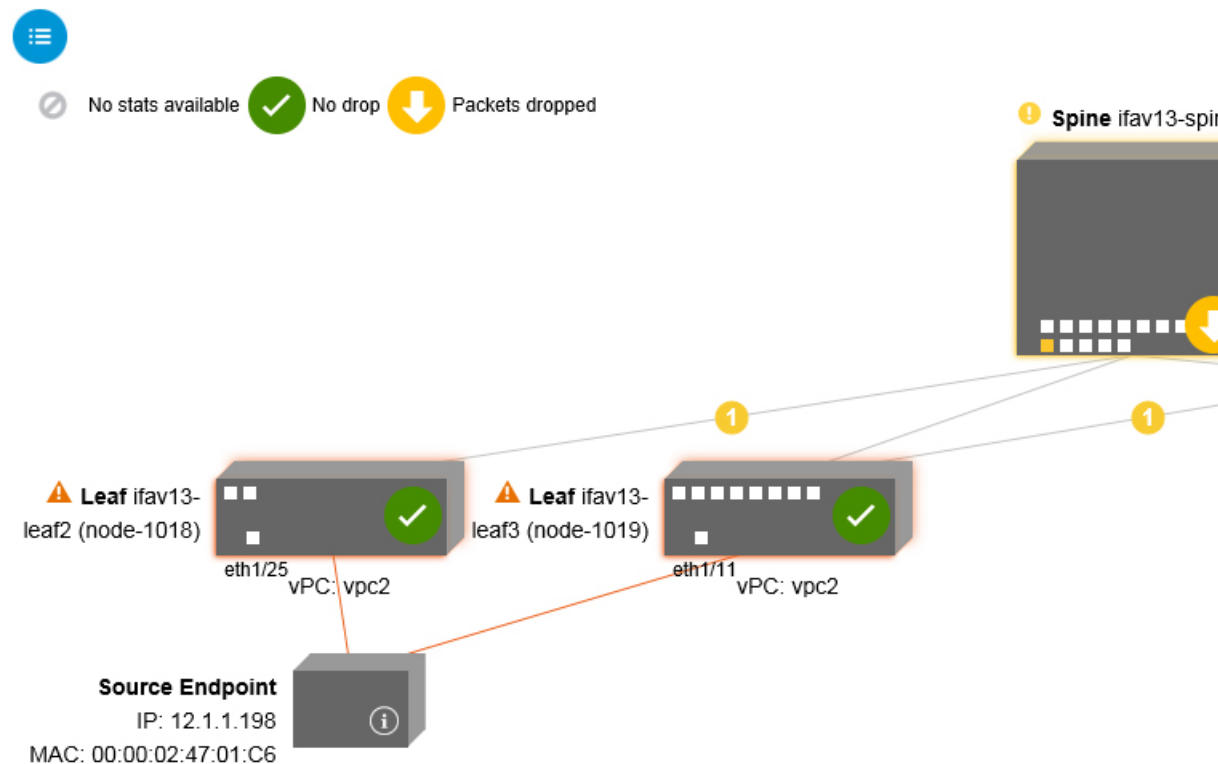 No stats available No drop Packets dropped
Spine ifav13-spi
1
1
Leaf ifav13-
leaf2 (node-1018)
Leaf ifav13-
leaf3 (node-1019)
eth1/25
vPC: vpc2
eth1/11
vPC: vpc2
Source Endpoint
IP: 12.1.1.198
MAC: 00:00:02:47:01:C6